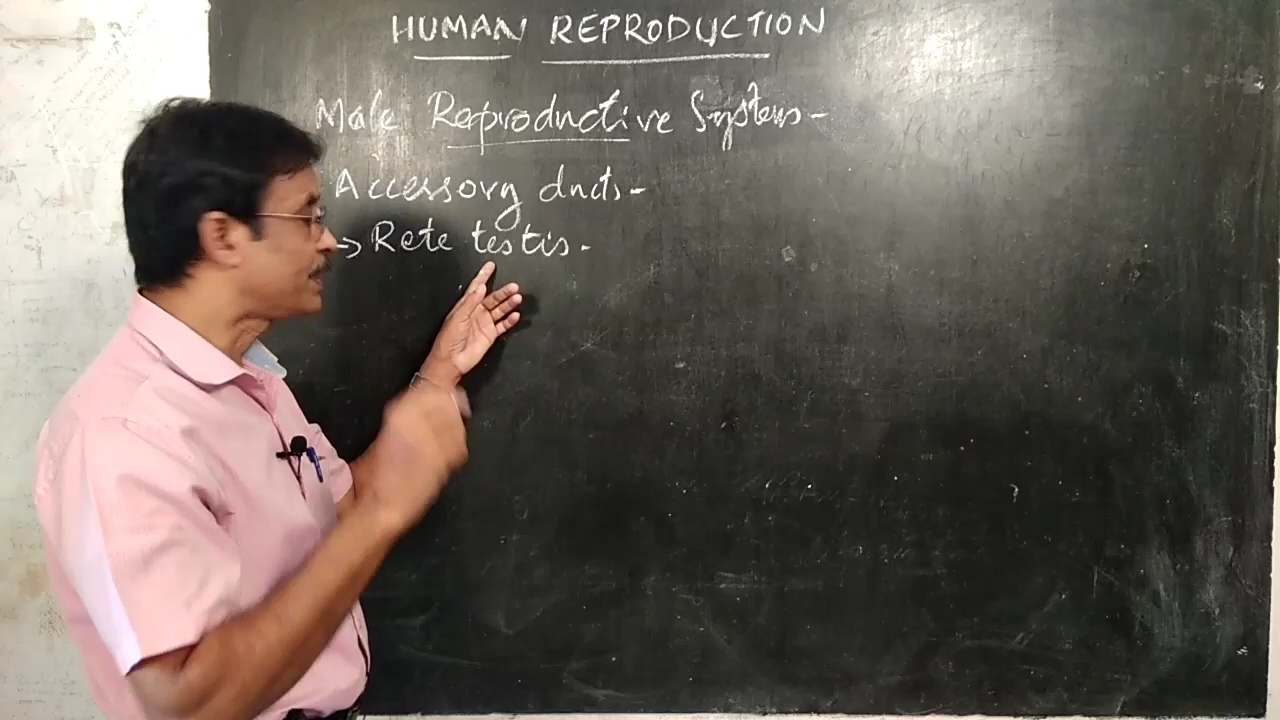 HUMAN REPRODUCTION
Male Reproductive System-
Accessory ducts-
→ Rete testis-